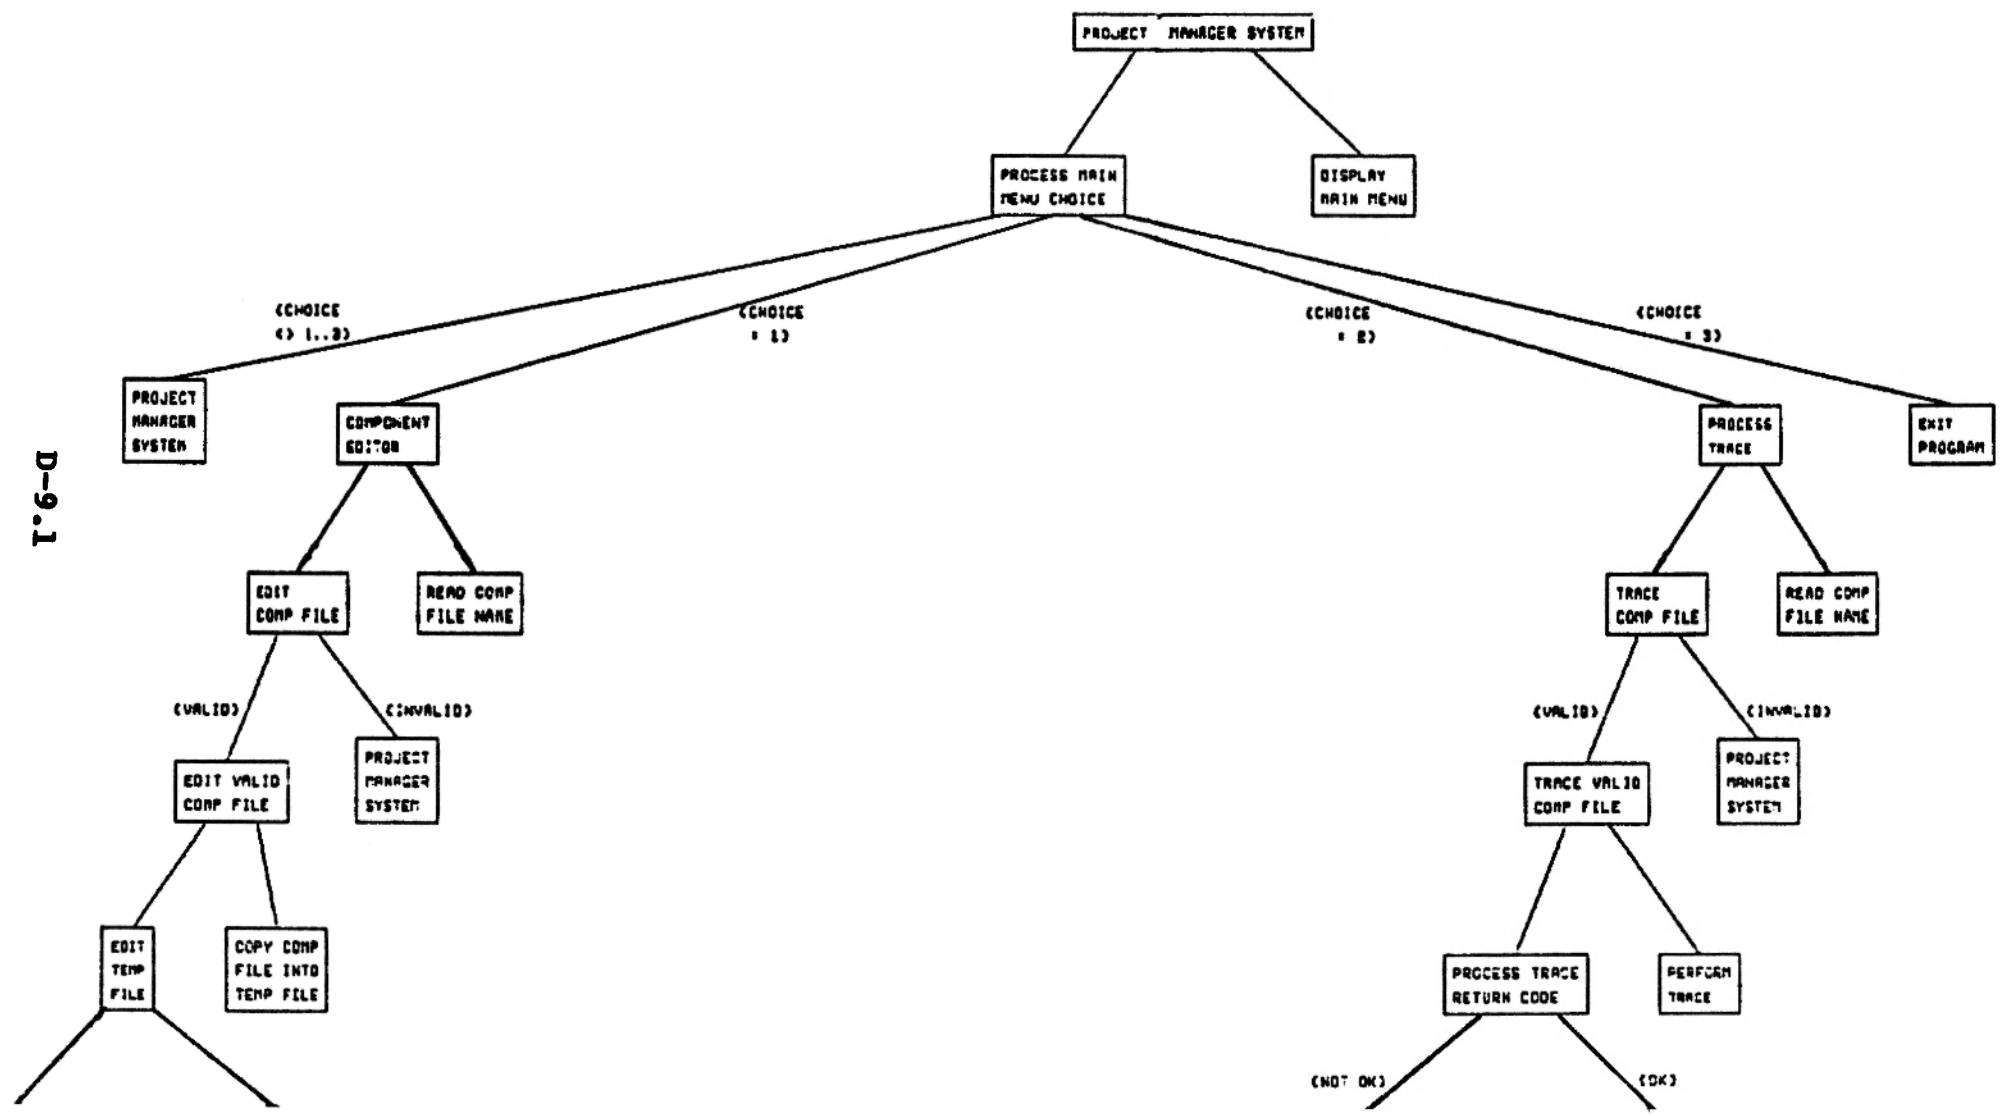 PROJECT MANAGER SYSTEM
PROCESS MAIN
MENU CHOICE
DISPLAY
MAIN MENU
(CHOICE
<> 1..3)
(CHOICE
= 1)
(CHOICE
= 2)
(CHOICE
= 3)
PROJECT
MANAGER
SYSTEM
COMPONENT
EDITOR
PROCESS
TRACE
EXIT
PROGRAM
D-9.1
EDIT
COMP FILE
READ COMP
FILE NAME
TRACE
COMP FILE
READ COMP
FILE NAME
(VALID)
(INVALID)
(VALID)
(INVALID)
EDIT VALID
COMP FILE
PROJECT
MANAGER
SYSTEM
TRACE VALID
COMP FILE
PROJECT
MANAGER
SYSTEM
EDIT
TEMP
FILE
COPY COMP
FILE INTO
TEMP FILE
PROCESS TRACE
RETURN CODE
PERFORM
TRACE
(NOT OK)
(OK)